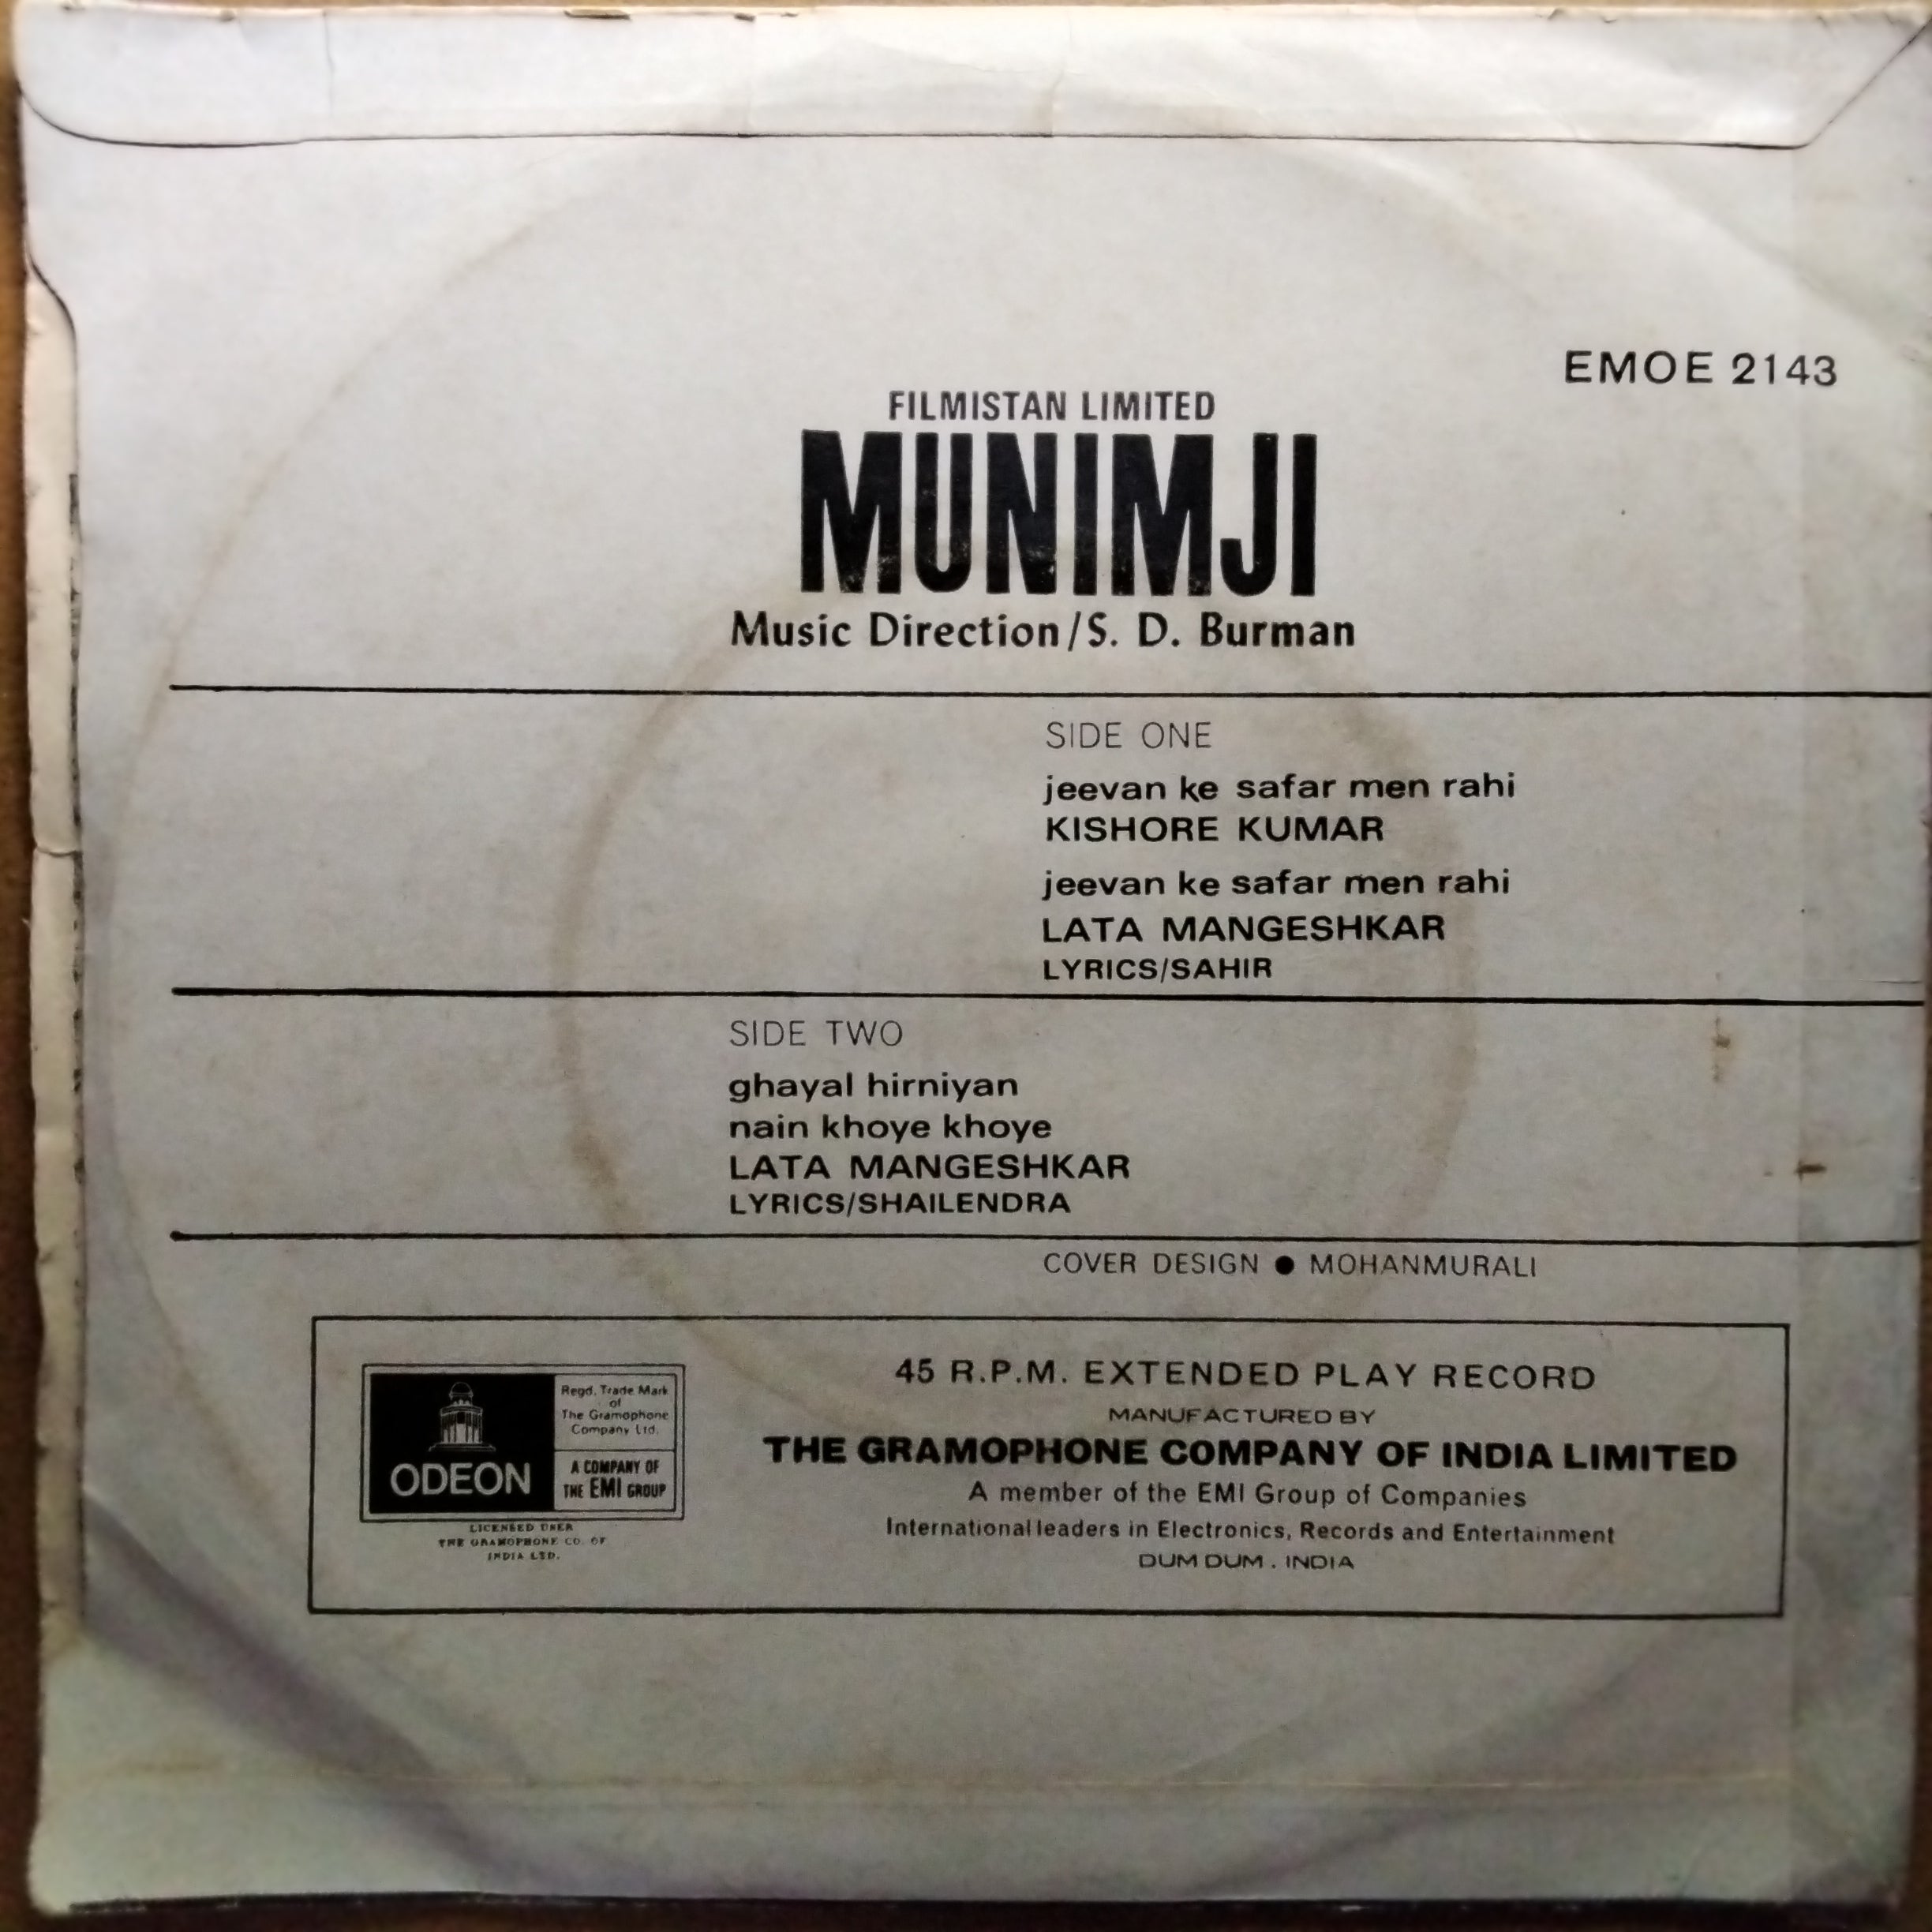 EMOE 2143
FILMISTAN LIMITED
MUNIMJI
Music Direction/S. D. Burman
SIDE ONE
jeevan ke safar men rahi
KISHORE KUMAR
jeevan ke safar men rahi
LATA MANGESHKAR
LYRICS/SAHIR
SIDE TWO
ghayal hirniyan
nain khoye khoye
LATA MANGESHKAR
LYRICS/SHAILENDRA
COVER DESIGN ● MOHANMURALI
ODEON
Regd. Trade Mark
of
The Gramophone
Company Ltd.
A COMPANY OF
THE EMI GROUP
LICENSED USER
THE GRAMOPHONE CO. OF
INDIA LTD.
45 R.P.M. EXTENDED PLAY RECORD
MANUFACTURED BY
THE GRAMOPHONE COMPANY OF INDIA LIMITED
A member of the EMI Group of Companies
International leaders in Electronics, Records and Entertainment
DUM DUM . INDIA